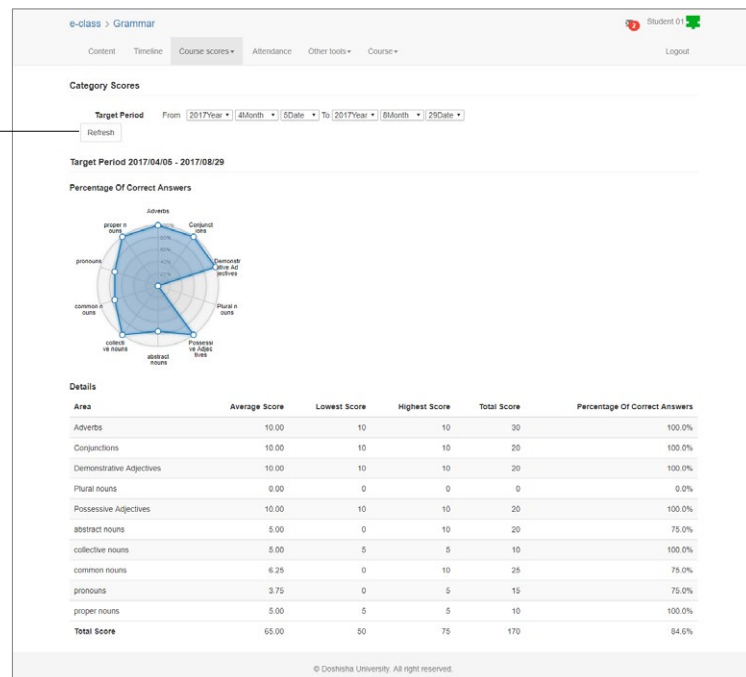 e-class > Grammar
2
Student 01
Content Timeline Course scores▾ Attendance Other tools▾ Course▾ Logout
Category Scores
Target Period From 2017Year ▾ 4Month ▾ 5Date ▾ To 2017Year ▾ 8Month ▾ 29Date ▾
Refresh
Target Period 2017/04/05 - 2017/08/29
Percentage Of Correct Answers
Adverbs
Conjunct
ions
Demonstr
ative Ad
jectives
Plural n
ouns
Possessi
ve Adjec
tives
abstract
nouns
collecti
ve nouns
common n
ouns
pronouns
proper n
ouns
Details
Area Average Score Lowest Score Highest Score Total Score Percentage Of Correct Answers
Adverbs 10.00 10 10 30 100.0%
Conjunctions 10.00 10 10 20 100.0%
Demonstrative Adjectives 10.00 10 10 20 100.0%
Plural nouns 0.00 0 0 0 0.0%
Possessive Adjectives 10.00 10 10 20 100.0%
abstract nouns 5.00 0 10 20 75.0%
collective nouns 5.00 5 5 10 100.0%
common nouns 6.25 0 10 25 75.0%
pronouns 3.75 0 5 15 75.0%
proper nouns 5.00 5 5 10 100.0%
Total Score 65.00 50 75 170 84.6%
© Doshisha University. All right reserved.